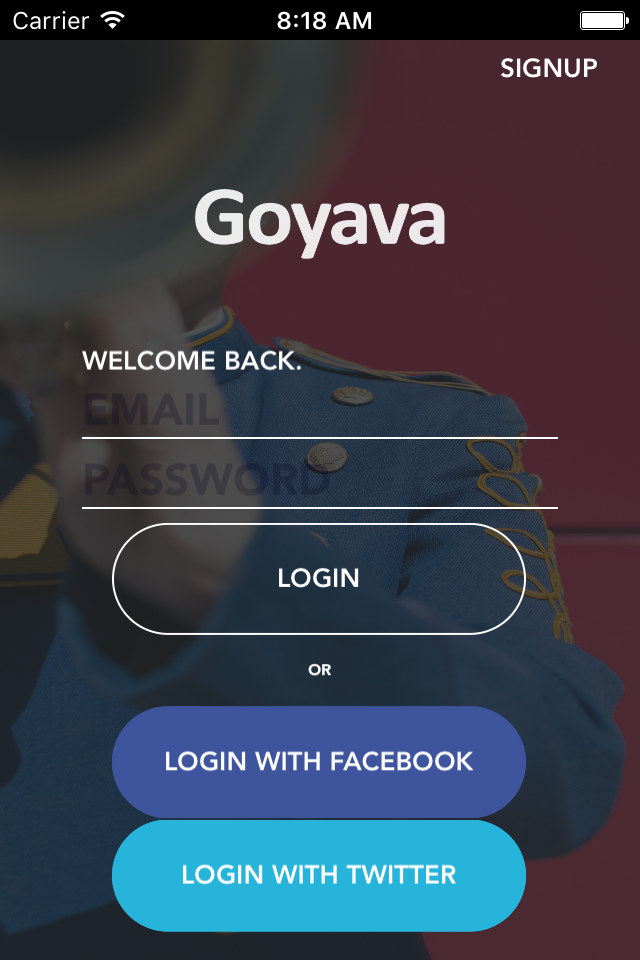 Carrier 8:18 AM
SIGNUP
Goyava
WELCOME BACK.
EMAIL
PASSWORD
LOGIN
OR
LOGIN WITH FACEBOOK
LOGIN WITH TWITTER